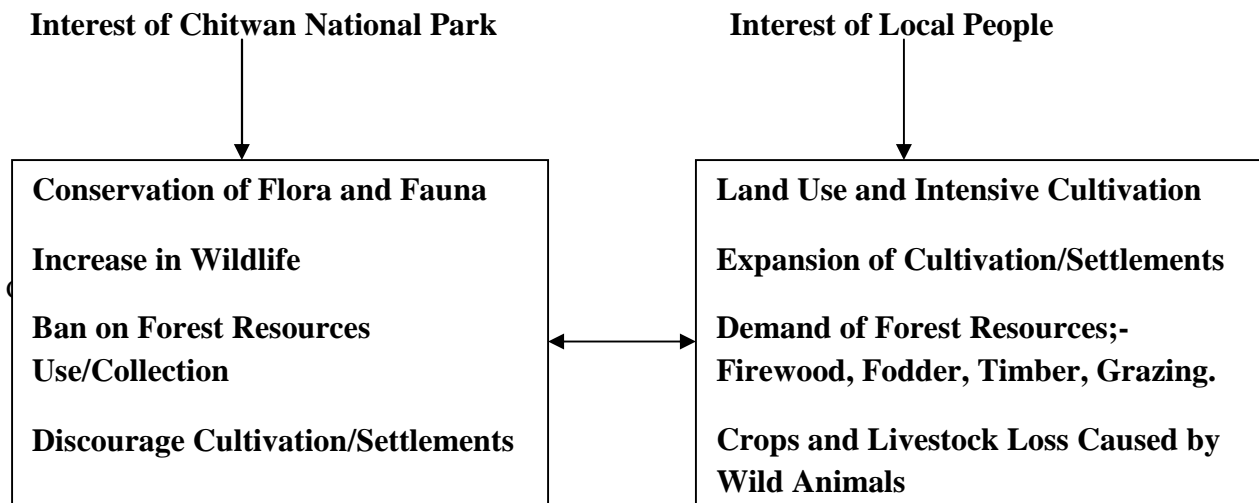 Interest of Chitwan National Park
Interest of Local People
Conservation of Flora and Fauna
Increase in Wildlife
Ban on Forest Resources
Use/Collection
Discourage Cultivation/Settlements
Land Use and Intensive Cultivation
Expansion of Cultivation/Settlements
Demand of Forest Resources;-
Firewood, Fodder, Timber, Grazing.
Crops and Livestock Loss Caused by
Wild Animals